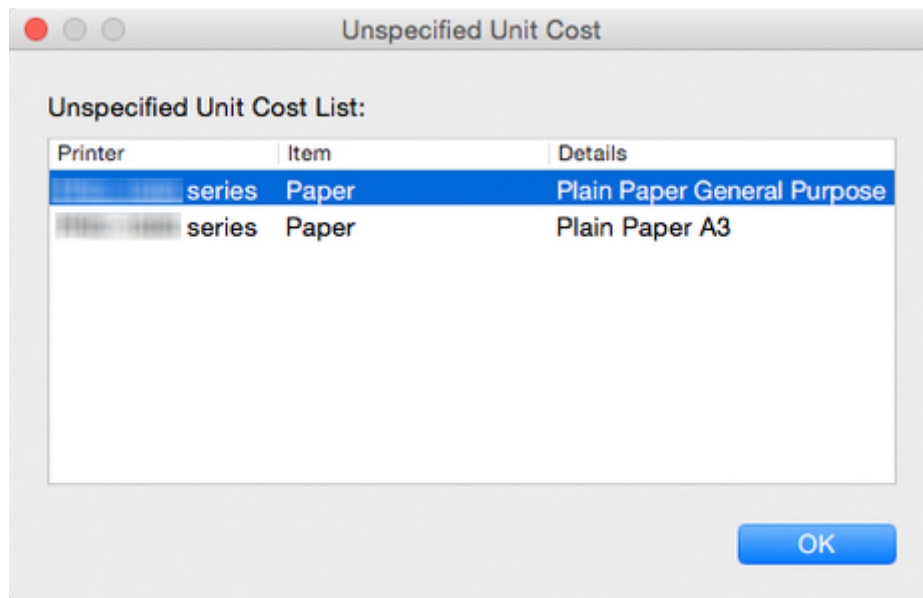 Unspecified Unit Cost
Unspecified Unit Cost List:
Printer Item Details
series Paper Plain Paper General Purpose
series Paper Plain Paper A3
OK